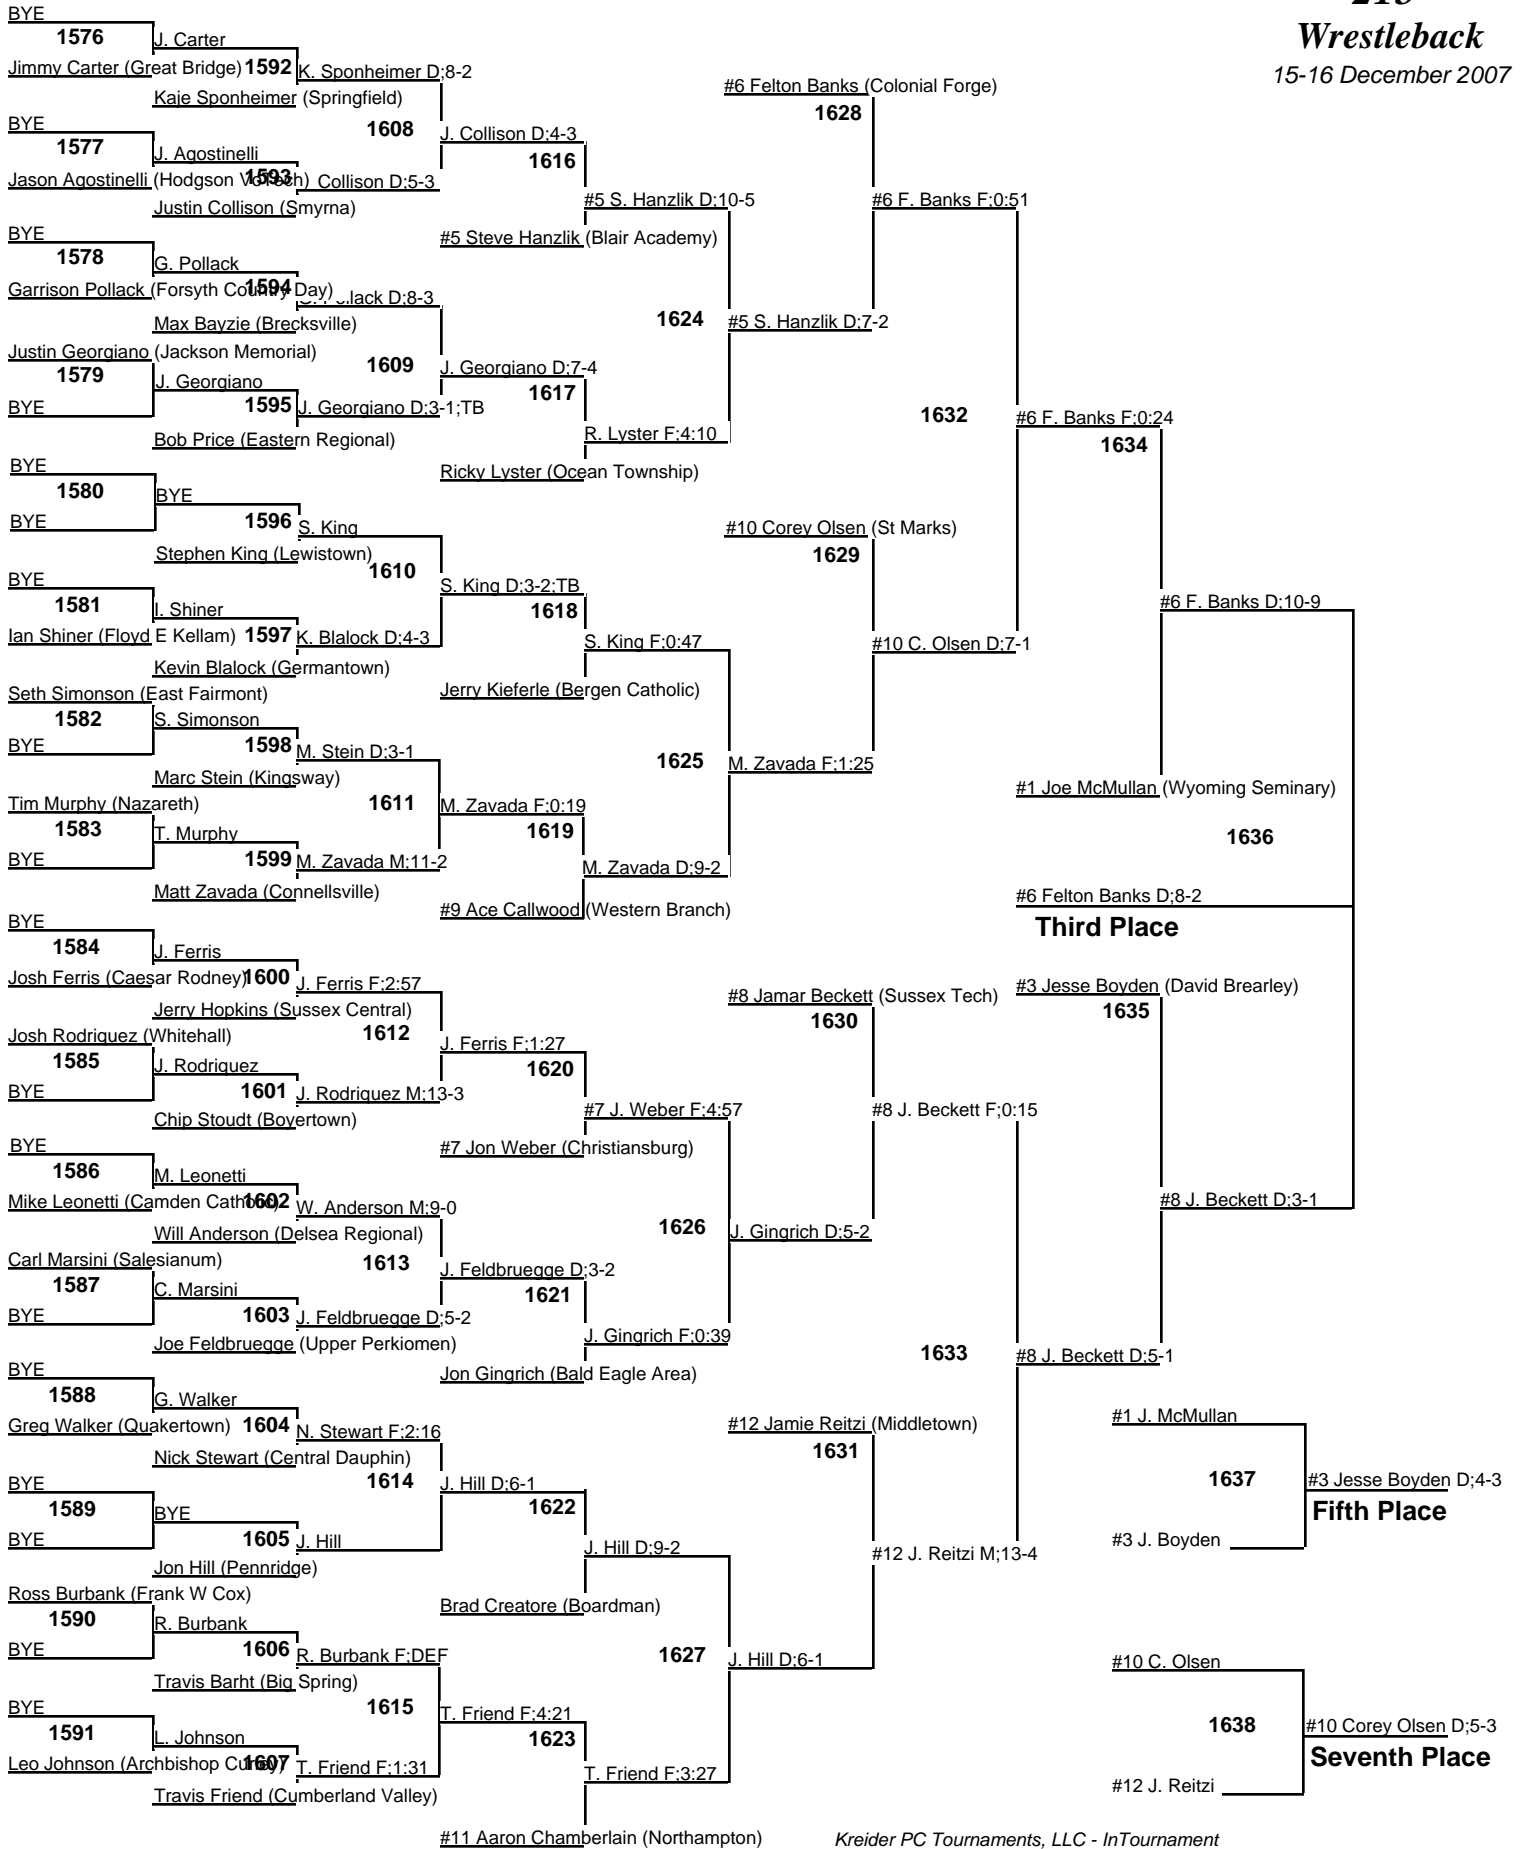 Wrestleback
15-16 December 2007
BYE
1576
J. Carter
Jimmy Carter (Great Bridge)
1592
K. Sponheimer D;8-2
Kaje Sponheimer (Springfield)
1608
BYE
1577
J. Agostinelli
J. Collison D;4-3
1616
Jason Agostinelli (Hodgson VoTech)
1593
Collison D;5-3
Justin Collison (Smyrna)
#5 S. Hanzlik D;10-5
#5 Steve Hanzlik (Blair Academy)
BYE
1578
G. Pollack
Garrison Pollack (Forsyth Country Day)
1594
Max Bayzie (Brecksville)
1624
#5 S. Hanzlik D;7-2
Justin Georgiano (Jackson Memorial)
1579
J. Georgiano
1609
J. Georgiano D;7-4
1617
BYE
1595
J. Georgiano D;3-1;TB
Bob Price (Eastern Regional)
R. Lyster F;4:10
Ricky Lyster (Ocean Township)
#6 Felton Banks (Colonial Forge)
1628
#6 F. Banks F;0:51
1632
#6 F. Banks F;0:24
1634
BYE
1580
BYE
BYE
1596
S. King
Stephen King (Lewistown)
1610
#10 Corey Olsen (St Marks)
1629
BYE
1581
I. Shiner
S. King D;3-2;TB
1618
Ian Shiner (Floyd E Kellam)
1597
K. Blalock D;4-3
Kevin Blalock (Germantown)
S. King F;0:47
#10 C. Olsen D;7-1
#6 F. Banks D;10-9
Jerry Kieferle (Bergen Catholic)
Seth Simonson (East Fairmont)
1582
S. Simonson
BYE
1598
M. Stein D;3-1
Marc Stein (Kingsway)
1625
M. Zavada F;1:25
#1 Joe McMullan (Wyoming Seminary)
Tim Murphy (Nazareth)
1583
T. Murphy
1611
M. Zavada F;0:19
1619
1636
BYE
1599
M. Zavada M;11-2
Matt Zavada (Connellsville)
M. Zavada D;9-2
#9 Ace Callwood (Western Branch)
#6 Felton Banks D;8-2
Third Place
BYE
1584
J. Ferris
Josh Ferris (Caesar Rodney)
1600
J. Ferris F;2:57
Jerry Hopkins (Sussex Central)
#8 Jamar Beckett (Sussex Tech)
1630
#3 Jesse Boyden (David Brearley)
1635
Josh Rodriquez (Whitehall)
1585
J. Rodriquez
1612
J. Ferris F;1:27
1620
BYE
1601
J. Rodriquez M;13-3
Chip Stoudt (Boyertown)
#7 J. Weber F;4:57
#8 J. Beckett F;0:15
#7 Jon Weber (Christiansburg)
BYE
1586
M. Leonetti
Mike Leonetti (Camden Catholic)
1602
W. Anderson M;9-0
Will Anderson (Delsea Regional)
1626
J. Gingrich D;5-2
#8 J. Beckett D;3-1
Carl Marsini (Salesianum)
1587
C. Marsini
1613
J. Feldbruegge D;3-2
1621
BYE
1603
J. Feldbruegge D;5-2
Joe Feldbruegge (Upper Perkiomen)
J. Gingrich F;0:39
Jon Gingrich (Bald Eagle Area)
1633
#8 J. Beckett D;5-1
BYE
1588
G. Walker
Greg Walker (Quakertown)
1604
N. Stewart F;2:16
Nick Stewart (Central Dauphin)
#12 Jamie Reitzi (Middletown)
1631
#1 J. McMullan
1637
#3 Jesse Boyden D;4-3
Fifth Place
#3 J. Boyden
BYE
1589
BYE
1614
J. Hill D;6-1
1622
BYE
1605
J. Hill
Jon Hill (Pennridge)
J. Hill D;9-2
#12 J. Reitzi M;13-4
Brad Creatore (Boardman)
Ross Burbank (Frank W Cox)
1590
R. Burbank
BYE
1606
R. Burbank F;DEF
Travis Barht (Big Spring)
1627
J. Hill D;6-1
#10 C. Olsen
1638
#10 Corey Olsen D;5-3
Seventh Place
#12 J. Reitzi
BYE
1591
L. Johnson
1615
T. Friend F;4:21
1623
Leo Johnson (Archbishop Curley)
1607
T. Friend F;1:31
Travis Friend (Cumberland Valley)
T. Friend F;3:27
#11 Aaron Chamberlain (Northampton)
Kreider PC Tournaments, LLC - InTournament